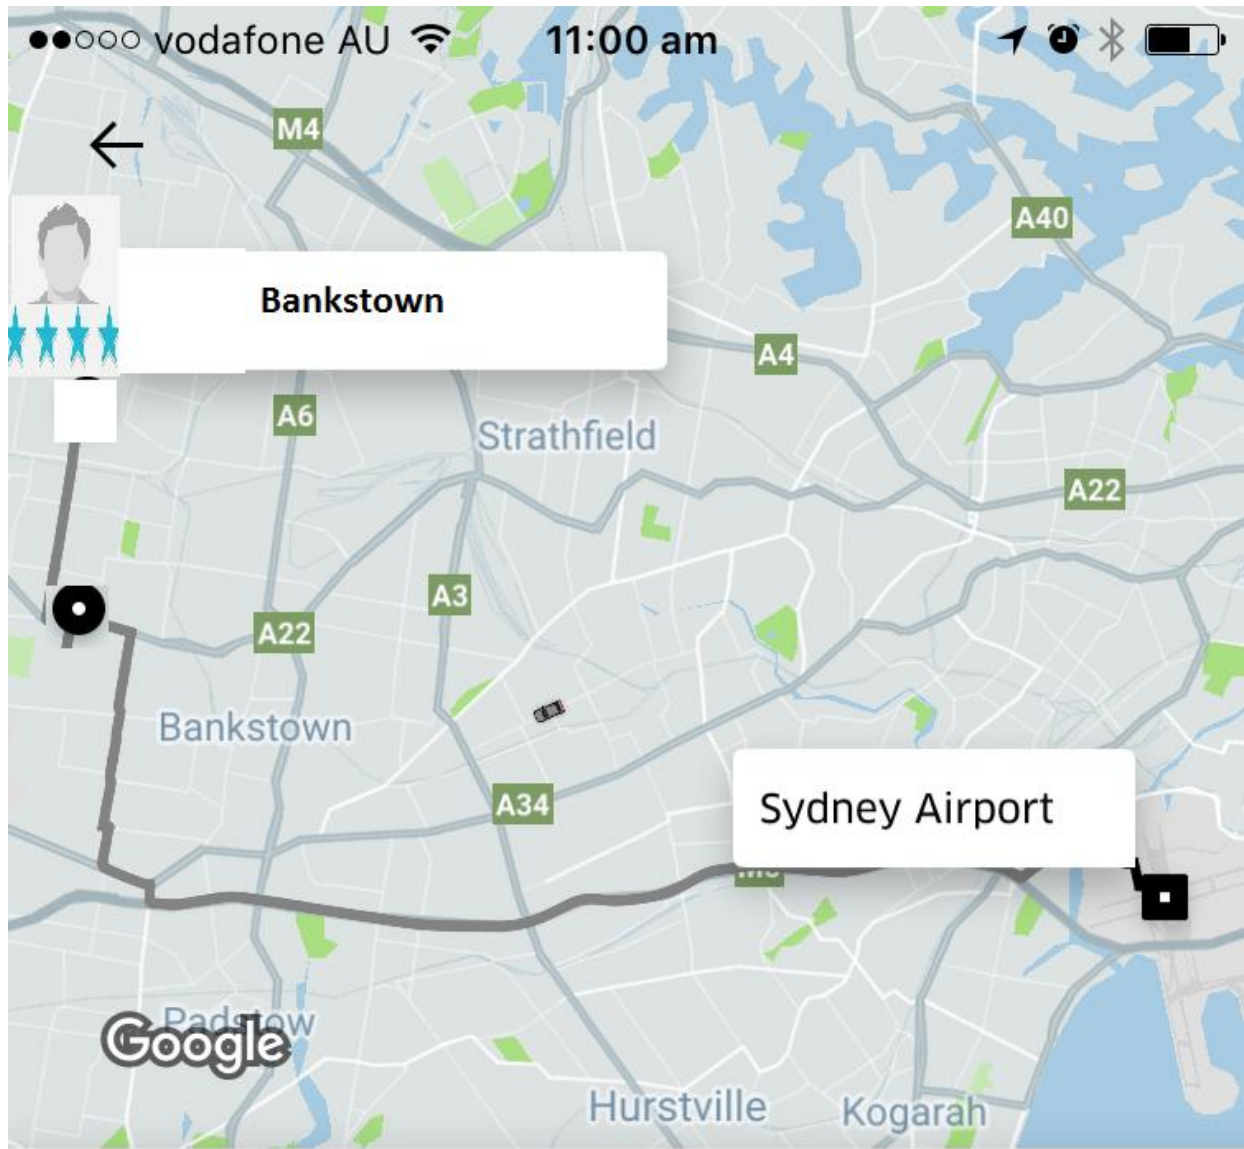 vodafone AU 11:00 am
M4
A40
Bankstown
A4
A6
Strathfield
A22
A3
A22
Bankstown
A34
Sydney Airport
Padstow
Google
Hurstville
Kogarah